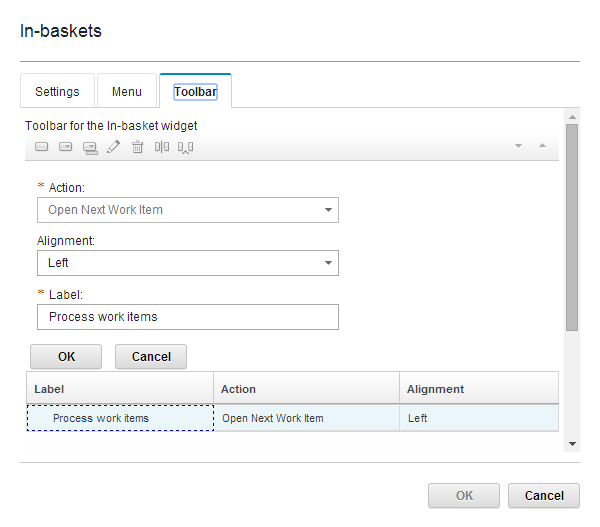 In-baskets
Settings Menu Toolbar
Toolbar for the In-basket widget
* Action:
Open Next Work Item
Alignment:
Left
* Label:
Process work items
OK Cancel
Label Action Alignment
Process work items Open Next Work Item Left
OK Cancel